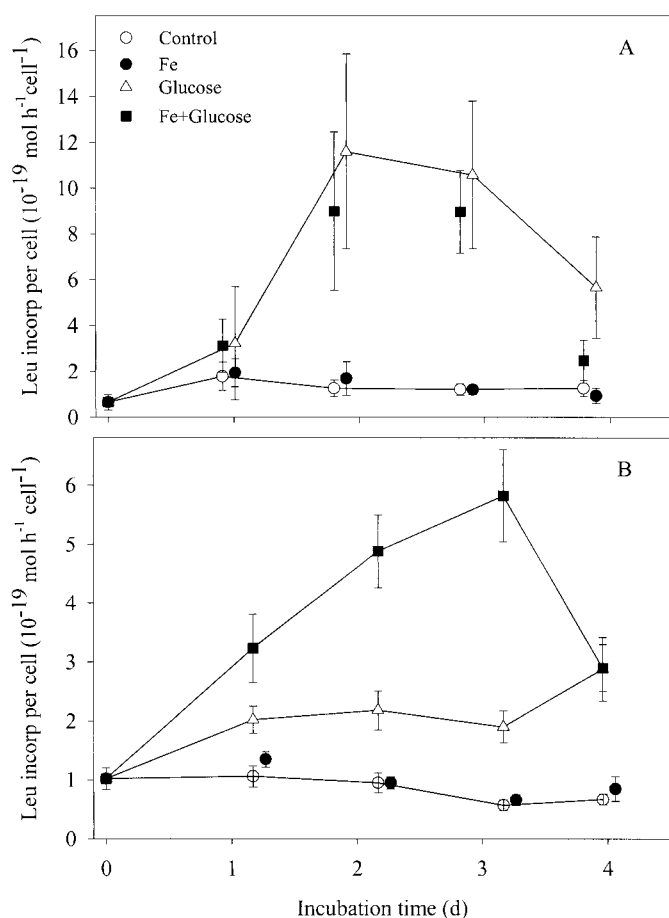 Control
Fe
Glucose
Fe+Glucose
A
16
14
12
10
8
6
4
2
0
Leu incorp per cell (10⁻¹⁹ mol h⁻¹cell⁻¹)
B
6
5
4
3
2
1
0
Leu incorp per cell (10⁻¹⁹ mol h⁻¹ cell⁻¹)
0 1 2 3 4
Incubation time (d)